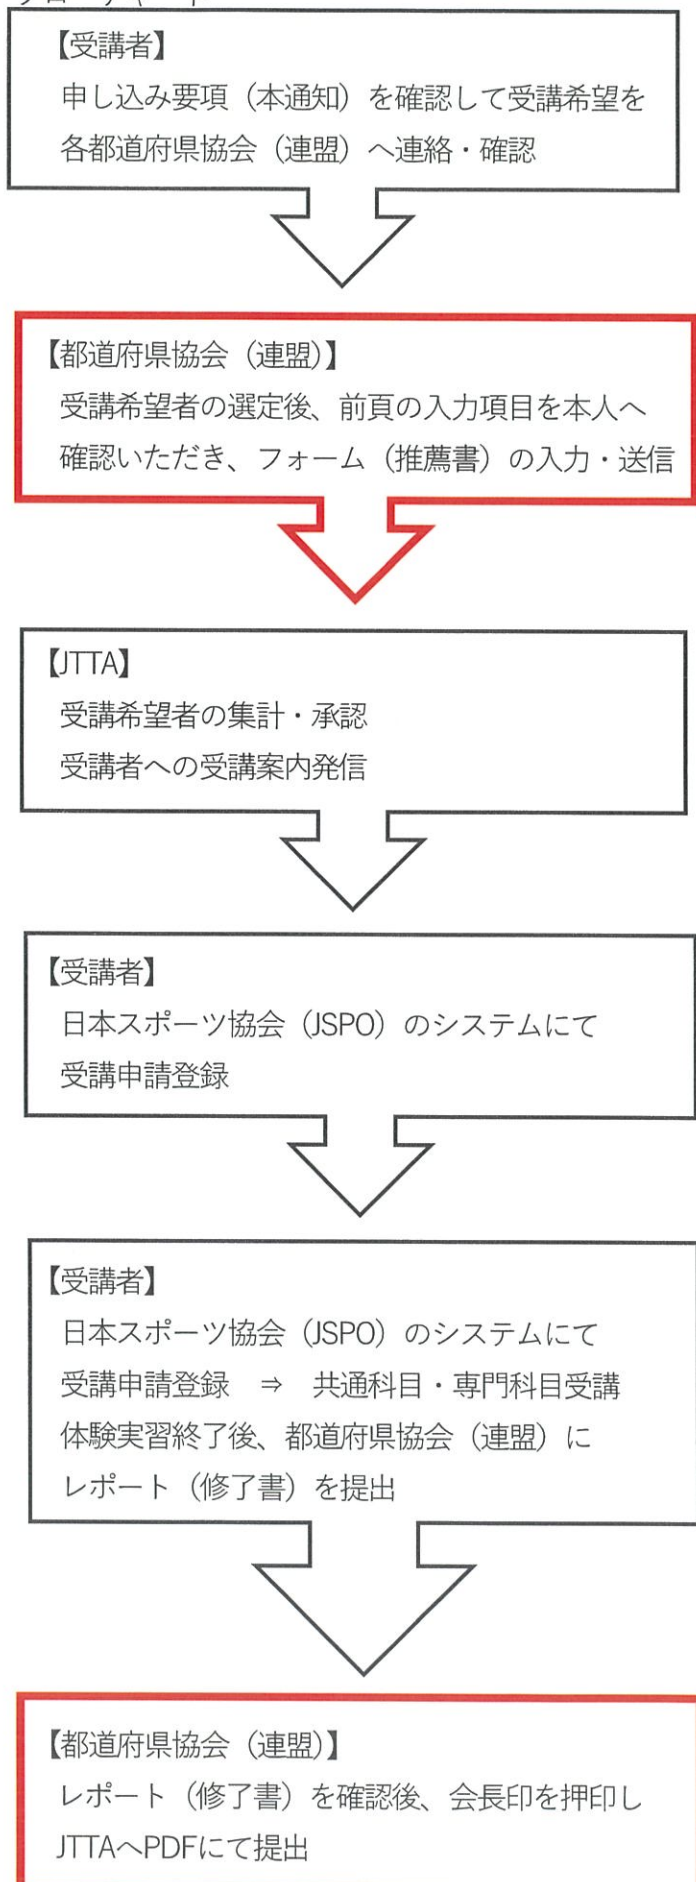 【受講者】
申し込み要項（本通知）を確認して受講希望を
各都道府県協会（連盟）へ連絡・確認
【都道府県協会（連盟）】
受講希望者の選定後、前頁の入力項目を本人へ
確認いただき、フォーム（推薦書）の入力・送信
【JTTA】
受講希望者の集計・承認
受講者への受講案内発信
【受講者】
日本スポーツ協会（JSPO）のシステムにて
受講申請登録
【受講者】
日本スポーツ協会（JSPO）のシステムにて
受講申請登録　⇒　共通科目・専門科目受講
体験実習終了後、都道府県協会（連盟）に
レポート（修了書）を提出
【都道府県協会（連盟）】
レポート（修了書）を確認後、会長印を押印し
JTTAへPDFにて提出